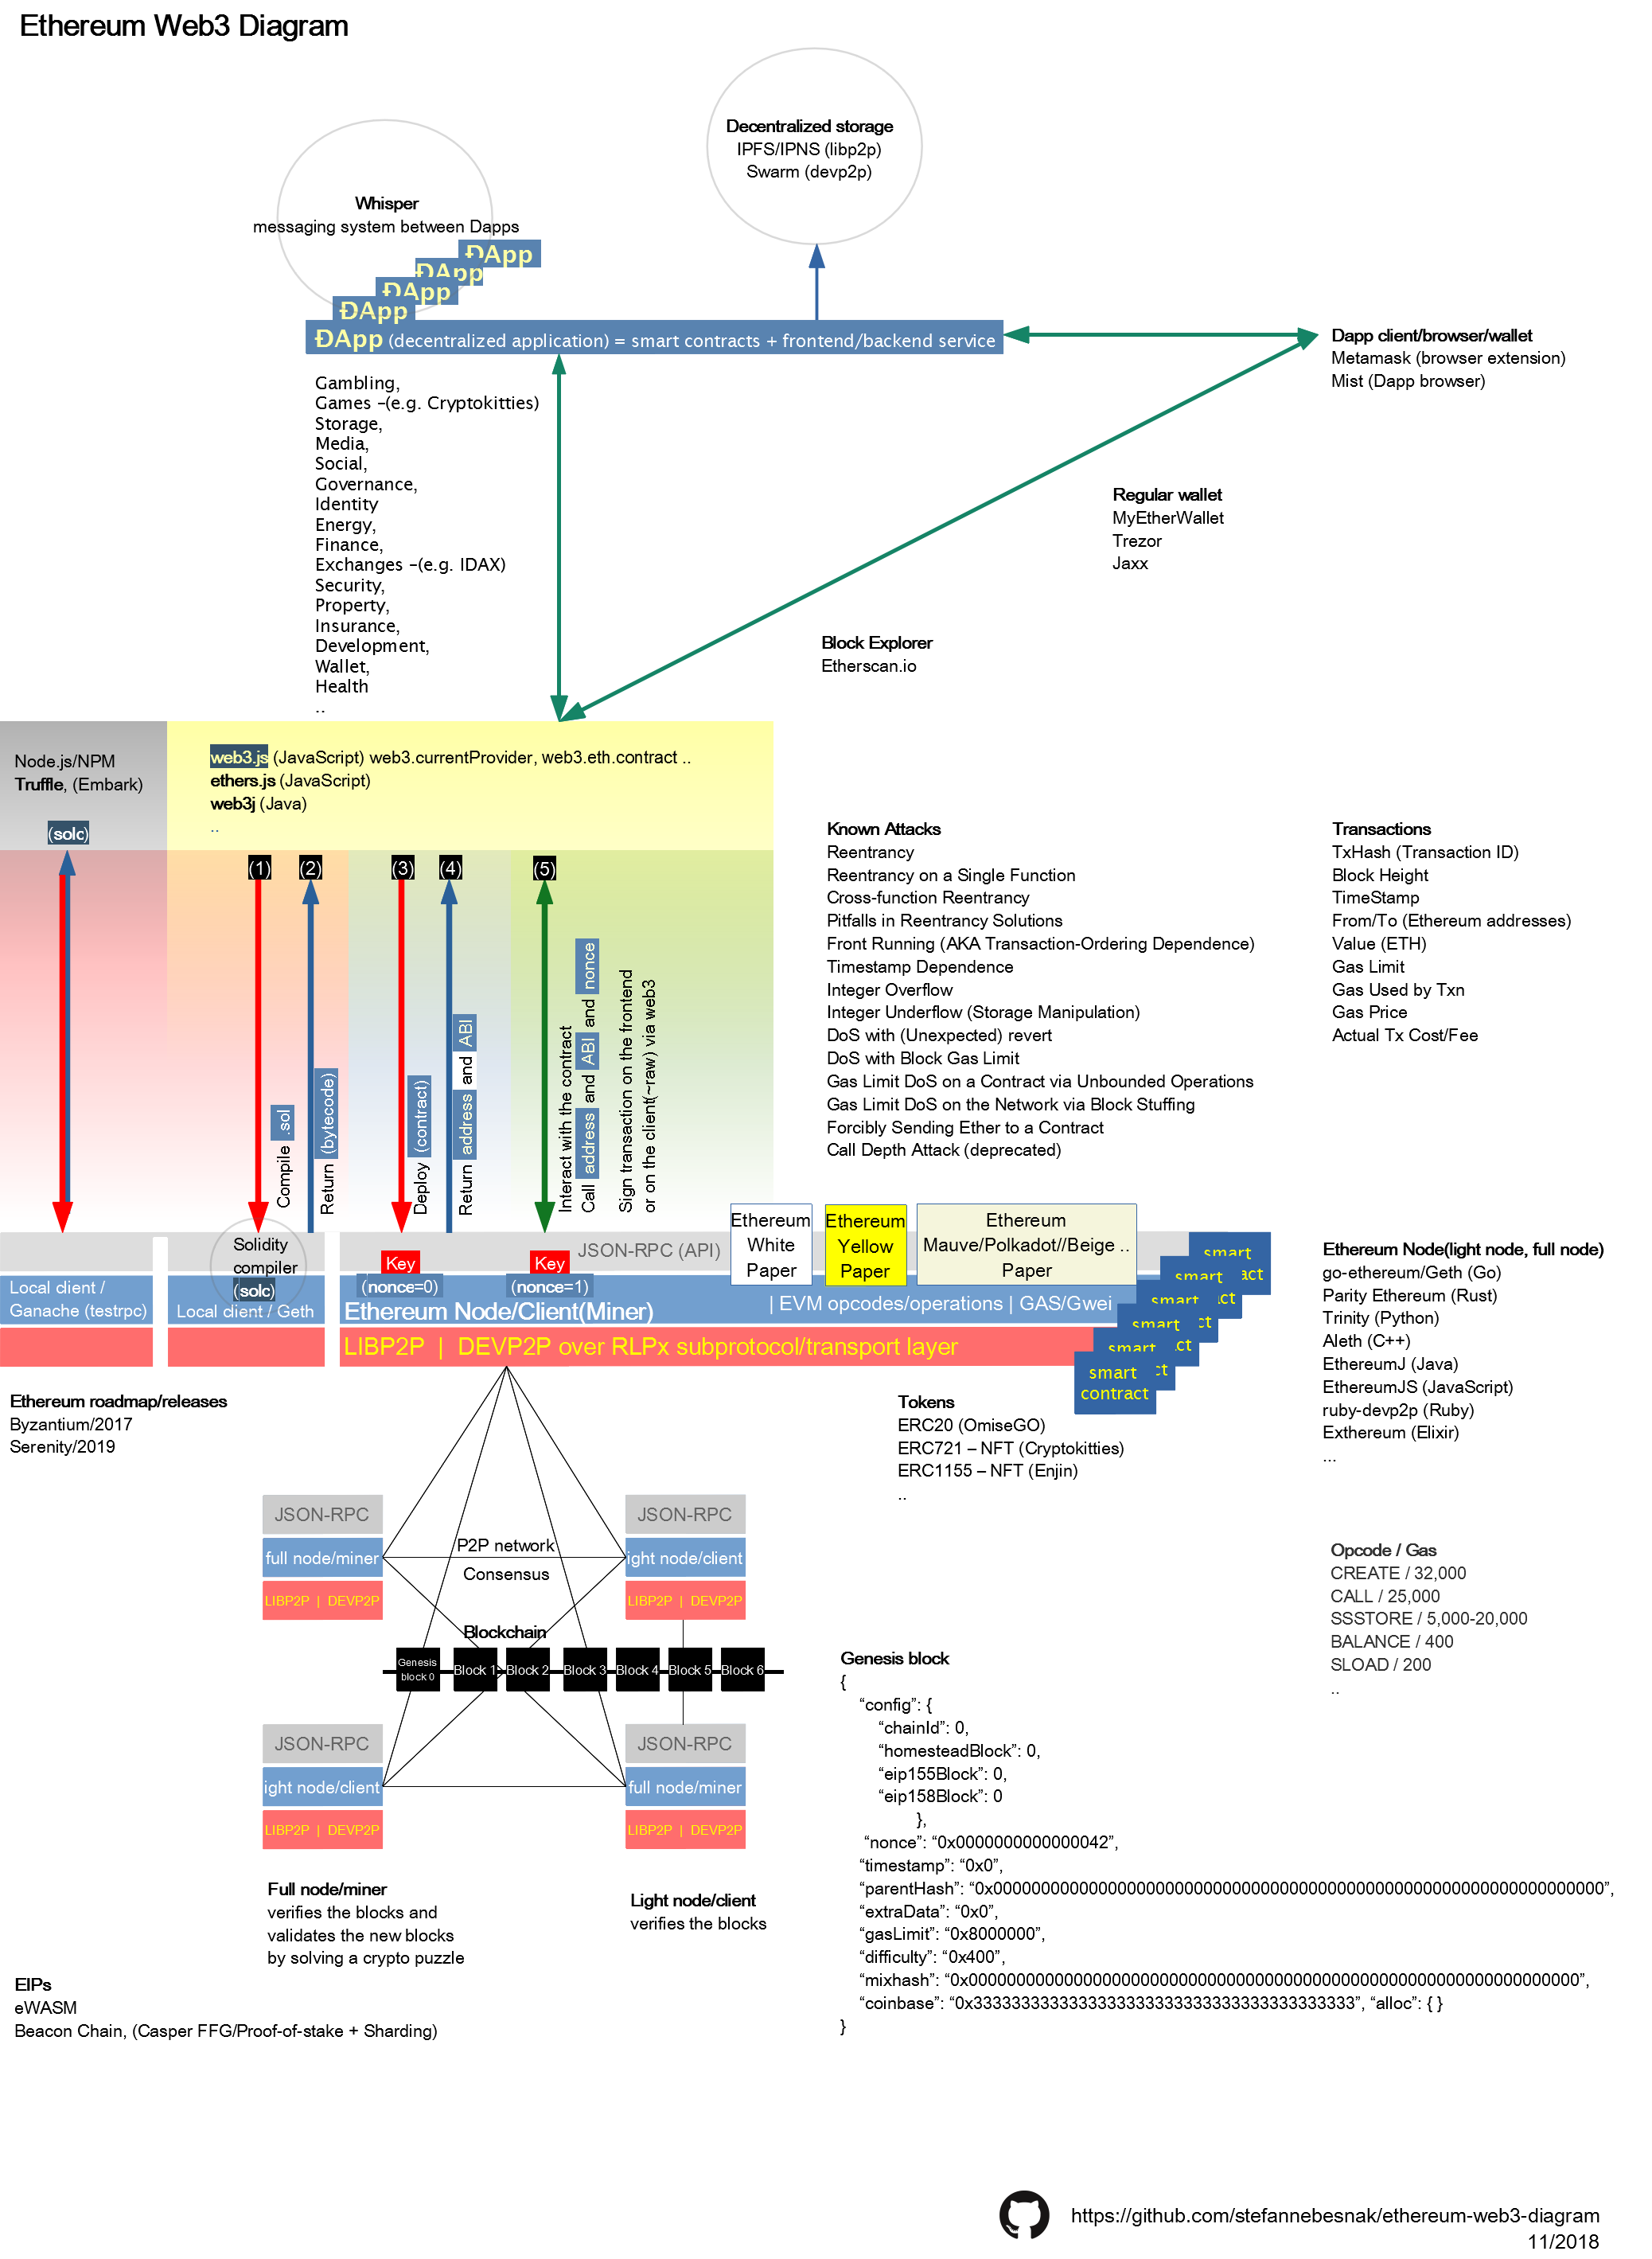 Ethereum Web3 Diagram
Decentralized storage
IPFS/IPNS (libp2p)
Swarm (devp2p)
Whisper
messaging system between Dapps
ĐApp
ĐApp
ĐApp
ĐApp
ĐApp (decentralized application) = smart contracts + frontend/backend service
Dapp client/browser/wallet
Metamask (browser extension)
Mist (Dapp browser)
Gambling,
Games –(e.g. Cryptokitties)
Storage,
Media,
Social,
Governance,
Identity
Energy,
Finance,
Exchanges –(e.g. IDAX)
Security,
Property,
Insurance,
Development,
Wallet,
Health
..
Regular wallet
MyEtherWallet
Trezor
Jaxx
Block Explorer
Etherscan.io
Node.js/NPM
Truffle, (Embark)
(solc)
web3.js (JavaScript) web3.currentProvider, web3.eth.contract ..
ethers.js (JavaScript)
web3j (Java)
..
(1)
(2)
(3)
(4)
(5)
Compile .sol
Return (bytecode)
Deploy (contract)
Return address and ABI
Interact with the contract
Call address and ABI and nonce
Sign transaction on the frontend
or on the client(~raw) via web3
Known Attacks
Reentrancy
Reentrancy on a Single Function
Cross-function Reentrancy
Pitfalls in Reentrancy Solutions
Front Running (AKA Transaction-Ordering Dependence)
Timestamp Dependence
Integer Overflow
Integer Underflow (Storage Manipulation)
DoS with (Unexpected) revert
DoS with Block Gas Limit
Gas Limit DoS on a Contract via Unbounded Operations
Gas Limit DoS on the Network via Block Stuffing
Forcibly Sending Ether to a Contract
Call Depth Attack (deprecated)
Transactions
TxHash (Transaction ID)
Block Height
TimeStamp
From/To (Ethereum addresses)
Value (ETH)
Gas Limit
Gas Used by Txn
Gas Price
Actual Tx Cost/Fee
Local client /
Ganache (testrpc)
Solidity
compiler
(solc)
Local client / Geth
Key
(nonce=0)
Key
(nonce=1)
JSON-RPC (API)
Ethereum
White
Paper
Ethereum
Yellow
Paper
Ethereum
Mauve/Polkadot//Beige ..
Paper
Ethereum Node/Client(Miner)
| EVM opcodes/operations | GAS/Gwei
LIBP2P | DEVP2P over RLPx subprotocol/transport layer
smart
act
smart
ct
smart
ct
smart
act
smart
ct
smart
contract
Ethereum Node(light node, full node)
go-ethereum/Geth (Go)
Parity Ethereum (Rust)
Trinity (Python)
Aleth (C++)
EthereumJ (Java)
EthereumJS (JavaScript)
ruby-devp2p (Ruby)
Exthereum (Elixir)
...
Ethereum roadmap/releases
Byzantium/2017
Serenity/2019
Tokens
ERC20 (OmiseGO)
ERC721 – NFT (Cryptokitties)
ERC1155 – NFT (Enjin)
..
JSON-RPC
full node/miner
LIBP2P | DEVP2P
P2P network
Consensus
JSON-RPC
ight node/client
LIBP2P | DEVP2P
Blockchain
Genesis
block 0
Block 1
Block 2
Block 3
Block 4
Block 5
Block 6
JSON-RPC
ight node/client
LIBP2P | DEVP2P
JSON-RPC
full node/miner
LIBP2P | DEVP2P
Opcode / Gas
CREATE / 32,000
CALL / 25,000
SSSTORE / 5,000-20,000
BALANCE / 400
SLOAD / 200
..
Full node/miner
verifies the blocks and
validates the new blocks
by solving a crypto puzzle
Light node/client
verifies the blocks
Genesis block
{
“config”: {
“chainId”: 0,
“homesteadBlock”: 0,
“eip155Block”: 0,
“eip158Block”: 0
},
“nonce”: “0x0000000000000042”,
“timestamp”: “0x0”,
“parentHash”: “0x0000000000000000000000000000000000000000000000000000000000000000”,
“extraData”: “0x0”,
“gasLimit”: “0x8000000”,
“difficulty”: “0x400”,
“mixhash”: “0x0000000000000000000000000000000000000000000000000000000000000000”,
“coinbase”: “0x3333333333333333333333333333333333333333”, “alloc”: { }
}
EIPs
eWASM
Beacon Chain, (Casper FFG/Proof-of-stake + Sharding)
https://github.com/stefannebesnak/ethereum-web3-diagram
11/2018